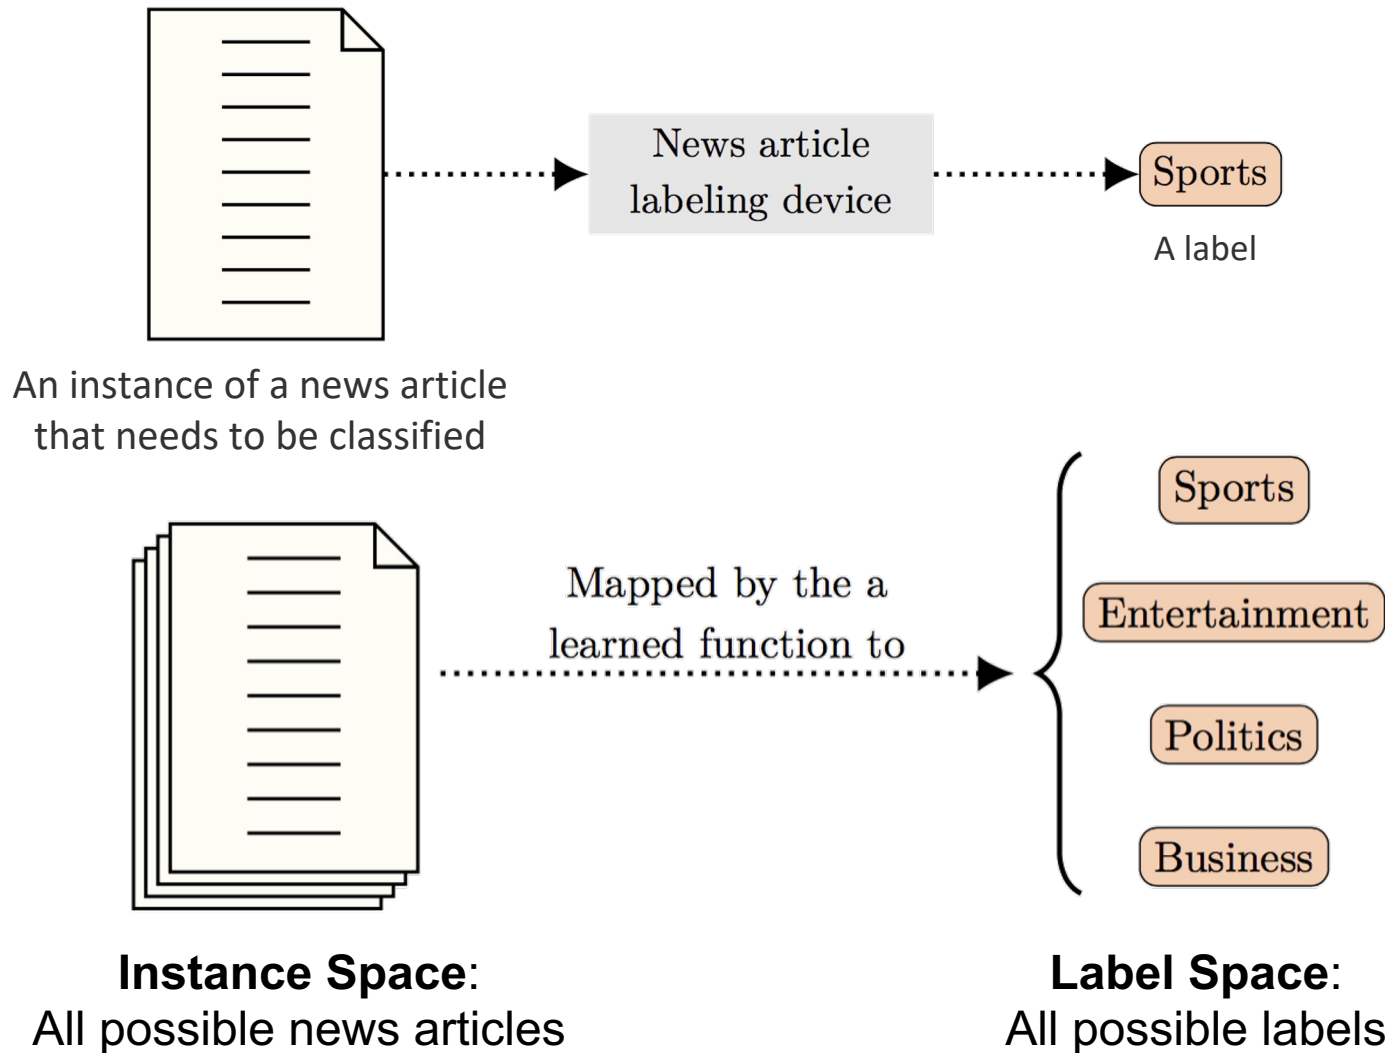 News article
labeling device
Sports
A label
An instance of a news article
that needs to be classified
Mapped by the a
learned function to
Sports
Entertainment
Politics
Business
Instance Space:
All possible news articles
Label Space:
All possible labels